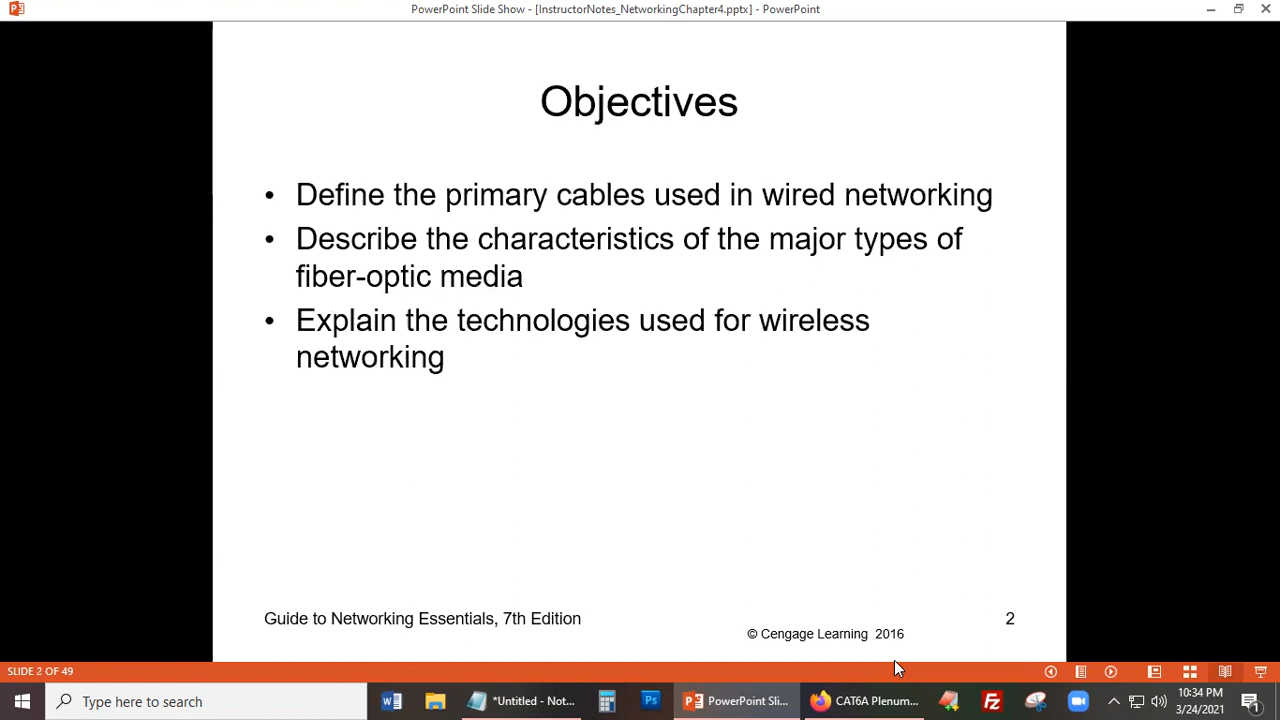 PowerPoint Slide Show - [InstructorNotes_NetworkingChapter4.pptx] - PowerPoint
Objectives
• Define the primary cables used in wired networking
• Describe the characteristics of the major types of
fiber-optic media
• Explain the technologies used for wireless
networking
Guide to Networking Essentials, 7th Edition
2
© Cengage Learning 2016
SLIDE 2 OF 49
Type here to search
*Untitled - Not...
PowerPoint Sli...
CAT6A Plenum...
10:34 PM
3/24/2021
1